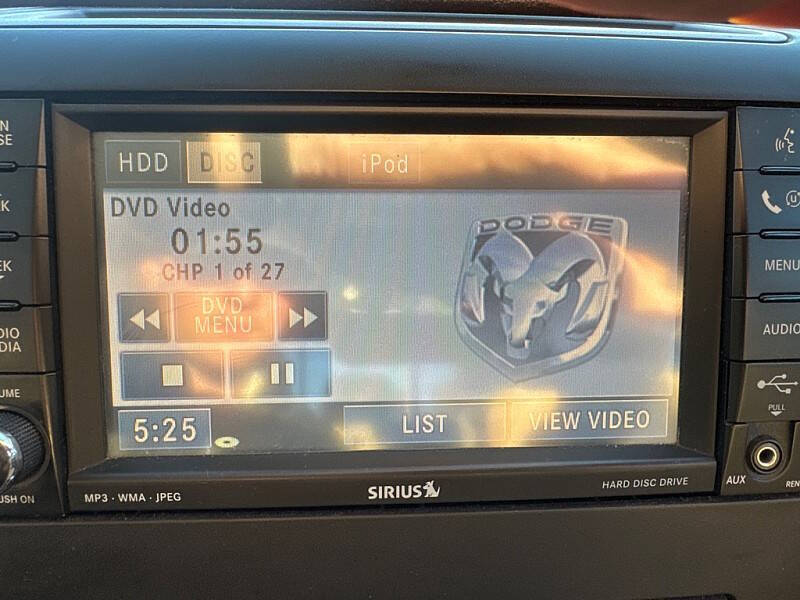 HDD DISC iPod
DVD Video
01:55
CHP 1 of 27
DVD
MENU
DODGE
5:25 LIST VIEW VIDEO
MP3 · WMA · JPEG SIRIUS HARD DISC DRIVE
MENU
AUDIO
PULL
AUX